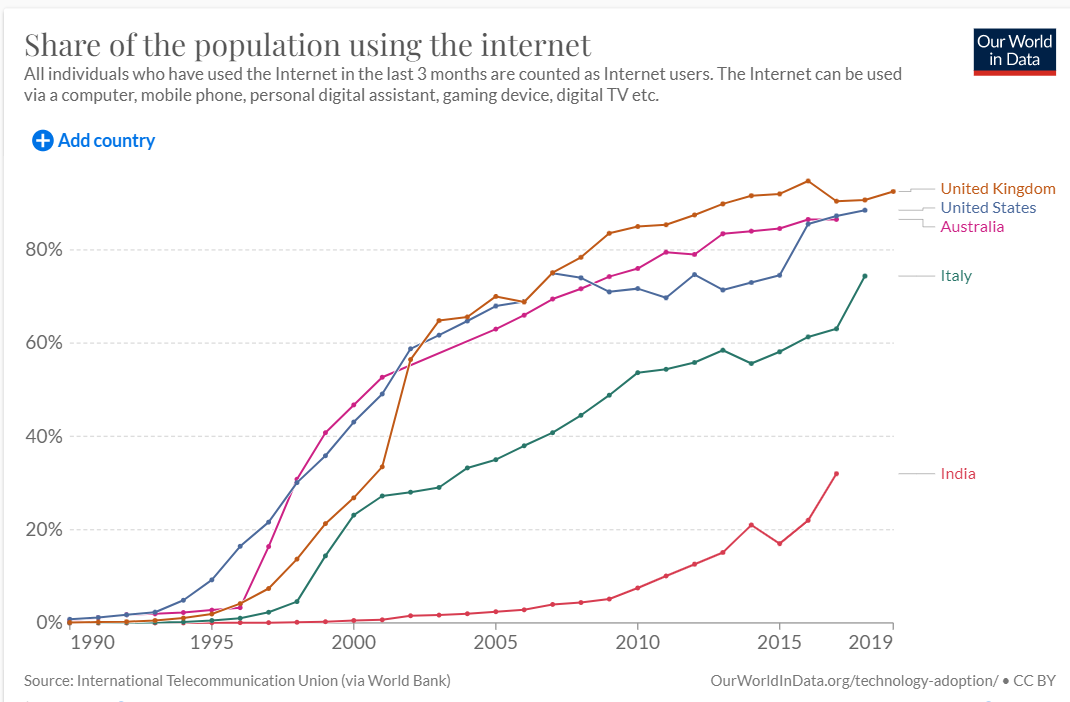 Share of the population using the internet
Our World
in Data
All individuals who have used the Internet in the last 3 months are counted as Internet users. The Internet can be used
via a computer, mobile phone, personal digital assistant, gaming device, digital TV etc.
Add country
United Kingdom
United States
Australia
80%
Italy
60%
40%
India
20%
0%
1990 1995 2000 2005 2010 2015 2019
Source: International Telecommunication Union (via World Bank)
OurWorldInData.org/technology-adoption/ • CC BY